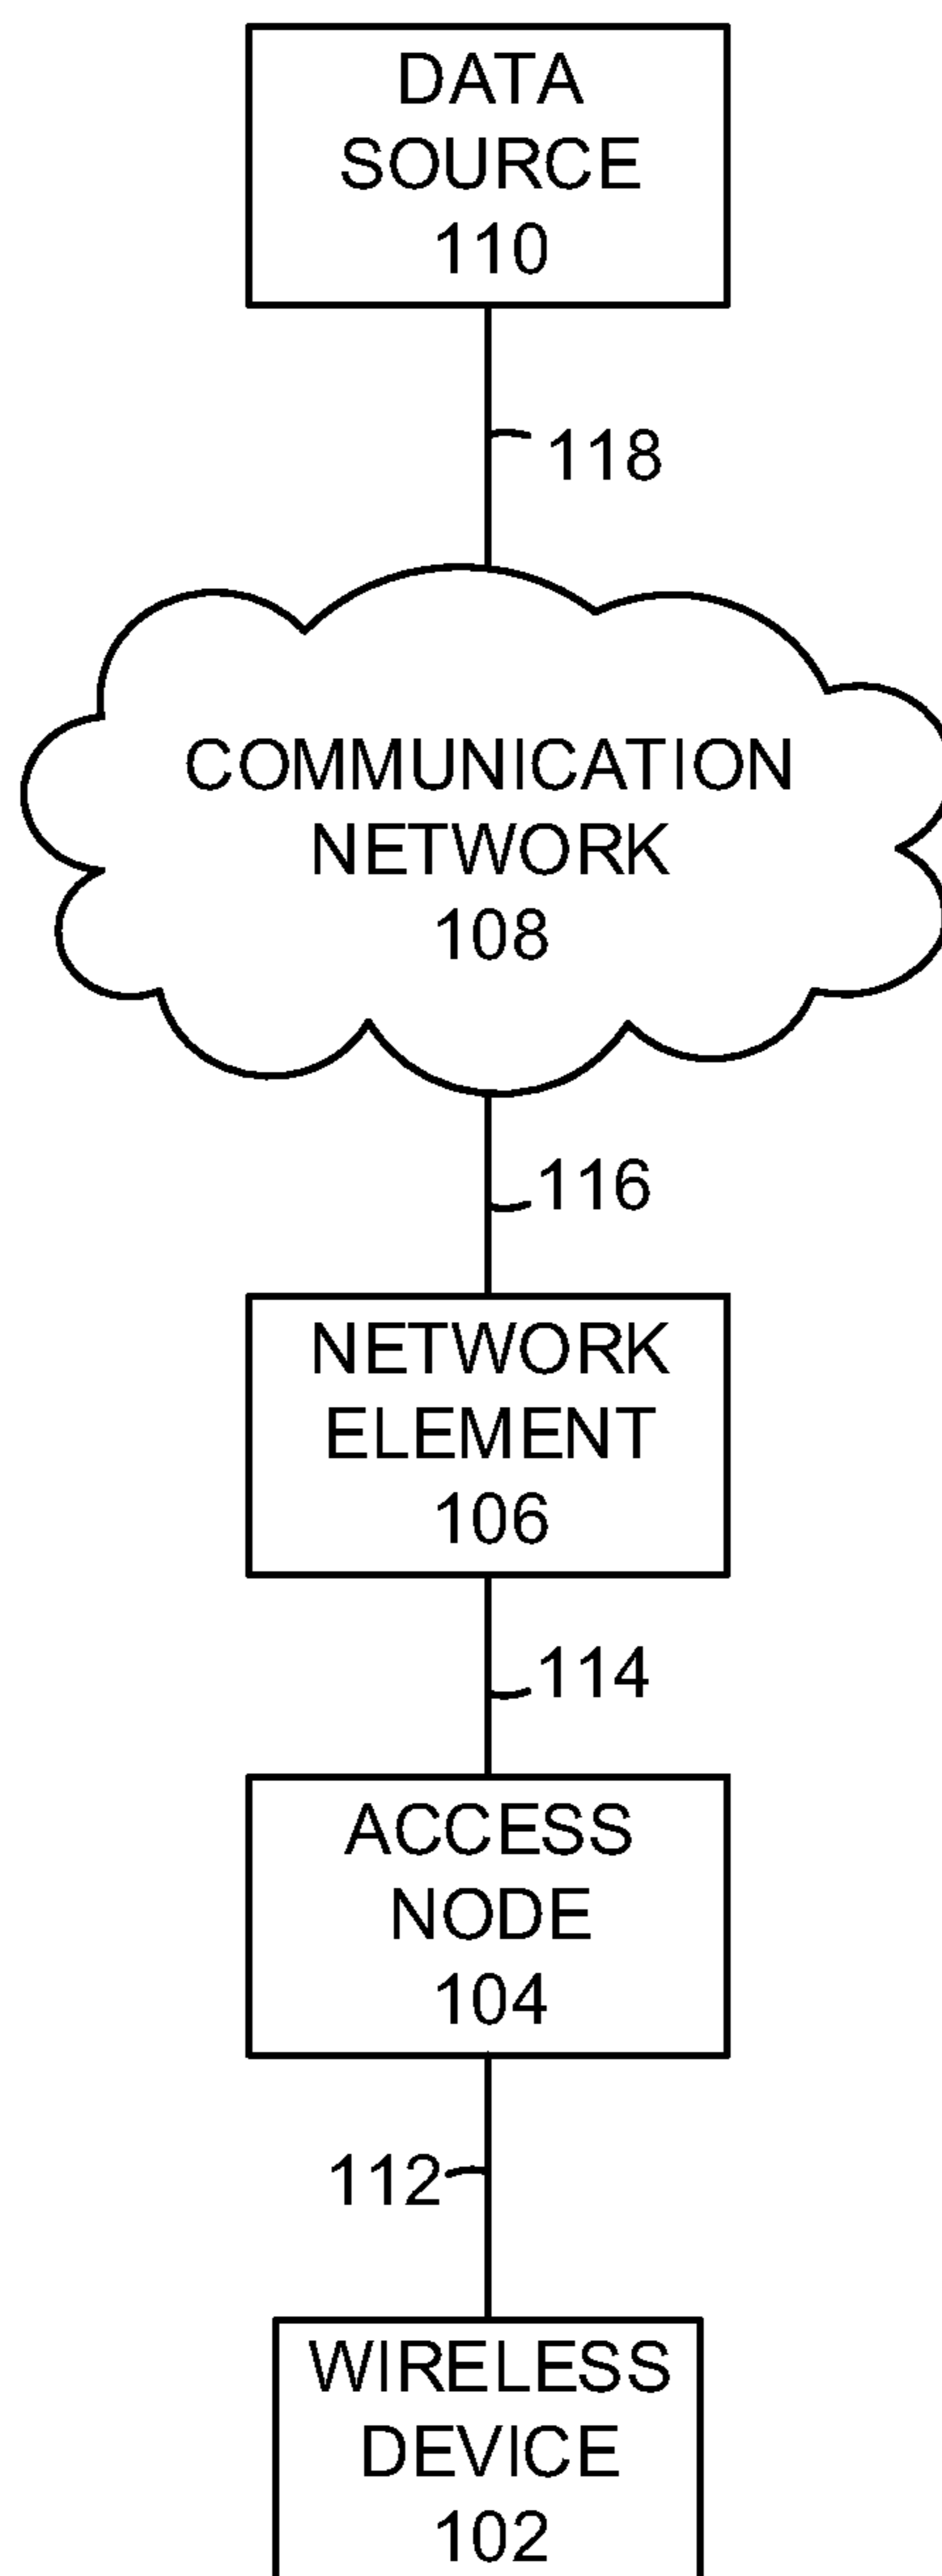 DATA
SOURCE
110
118
COMMUNICATION
NETWORK
108
116
NETWORK
ELEMENT
106
114
ACCESS
NODE
104
112
WIRELESS
DEVICE
102